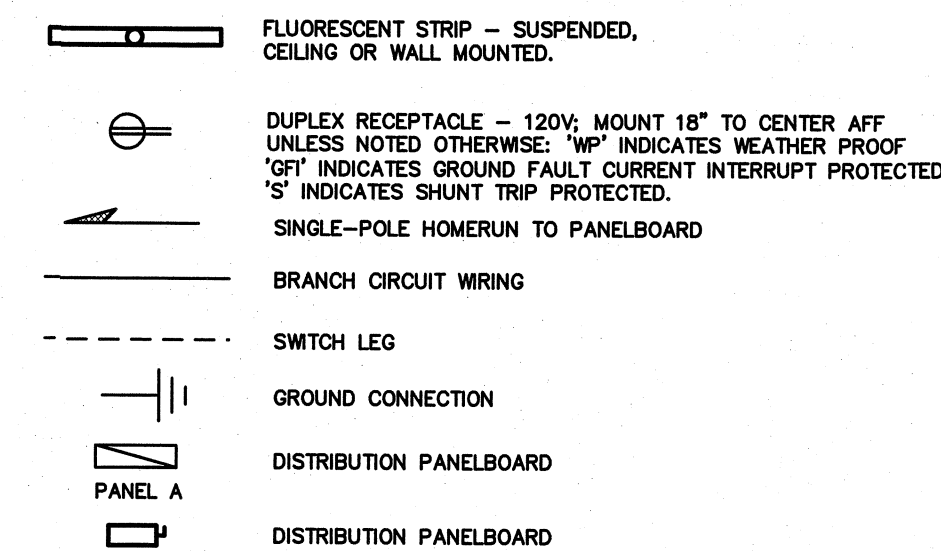 FLUORESCENT STRIP – SUSPENDED,
CEILING OR WALL MOUNTED.
DUPLEX RECEPTACLE – 120V; MOUNT 18" TO CENTER AFF
UNLESS NOTED OTHERWISE: 'WP' INDICATES WEATHER PROOF
'GFI' INDICATES GROUND FAULT CURRENT INTERRUPT PROTECTED
'S' INDICATES SHUNT TRIP PROTECTED.
SINGLE–POLE HOMERUN TO PANELBOARD
BRANCH CIRCUIT WIRING
SWITCH LEG
GROUND CONNECTION
DISTRIBUTION PANELBOARD
PANEL A
DISTRIBUTION PANELBOARD